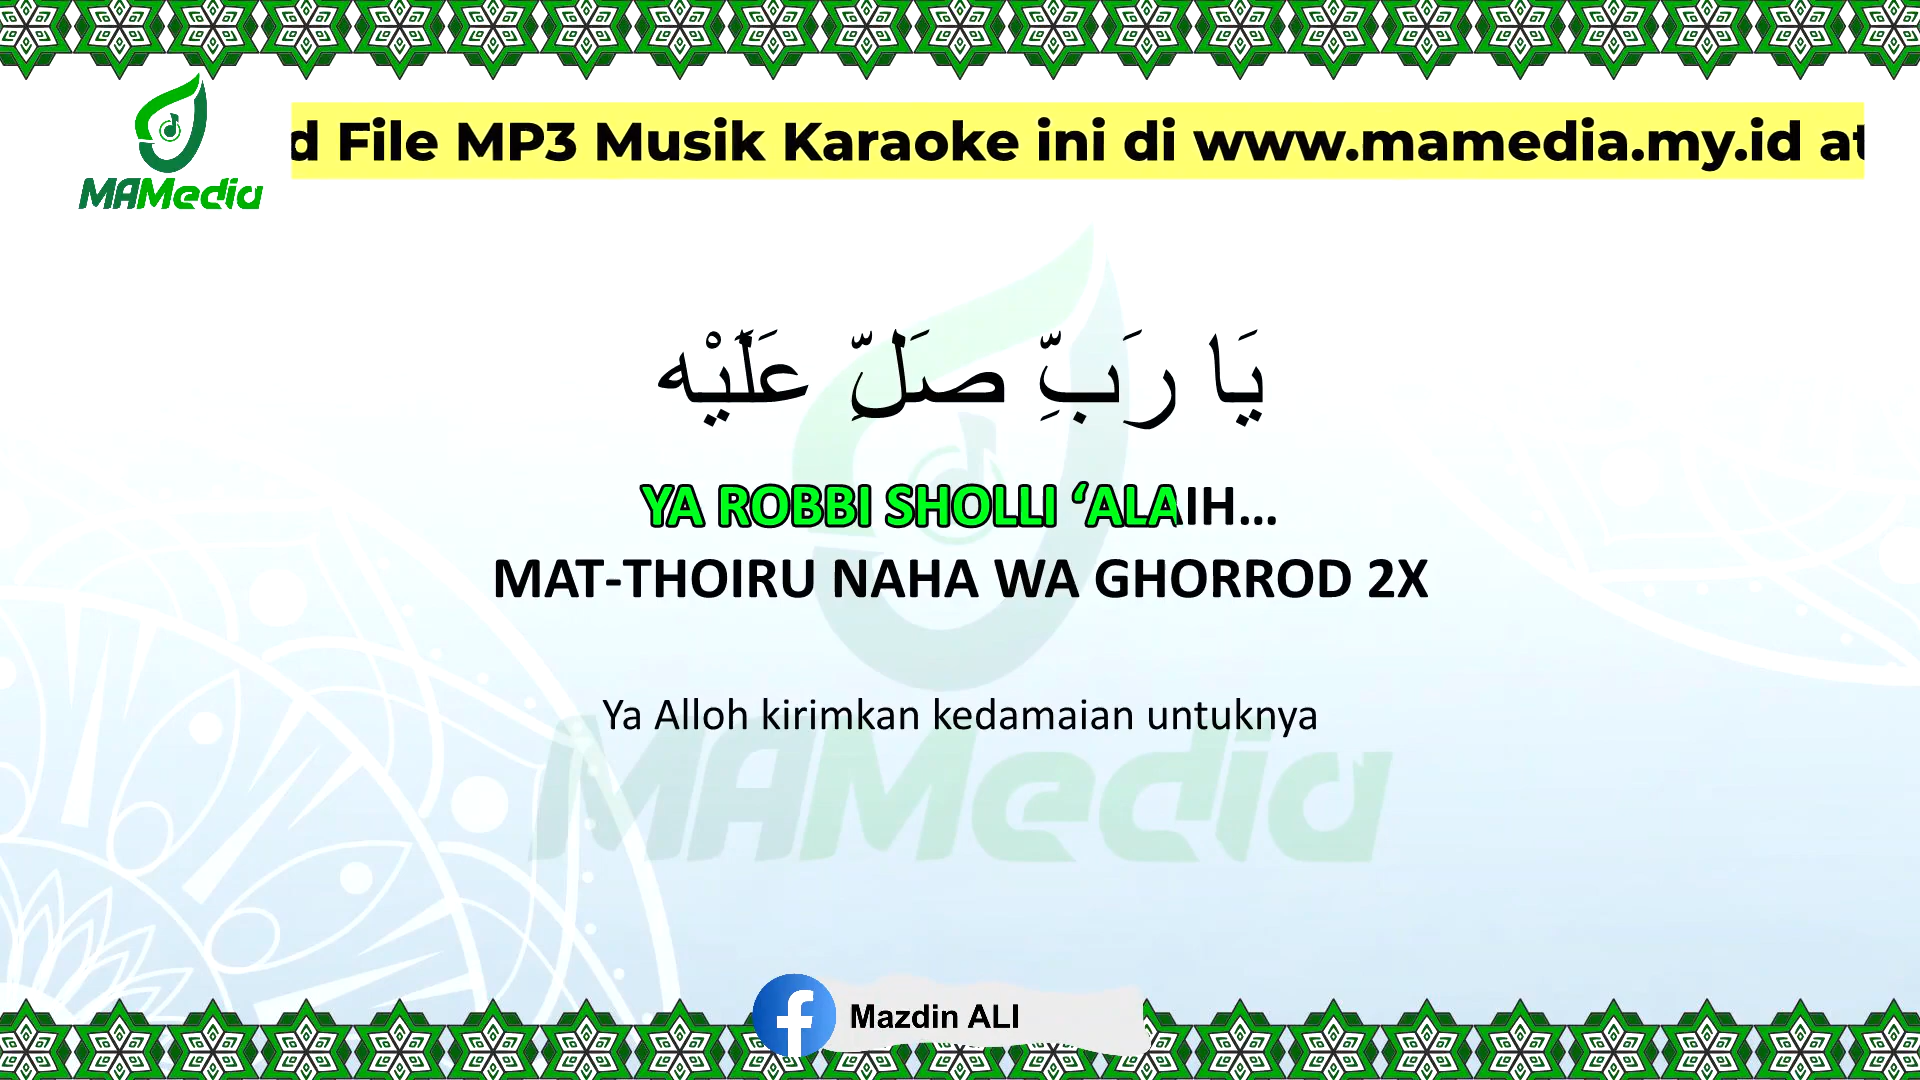 MAMedia
d File MP3 Musik Karaoke ini di www.mamedia.my.id
يَا رَبِّ صَلِّ عَلَيْه
YA ROBBI SHOLLI ‘ALAIH...
MAT-THOIRU NAHA WA GHORROD 2X
Ya Alloh kirimkan kedamaian untuknya
MAMedia
Mazdin ALI